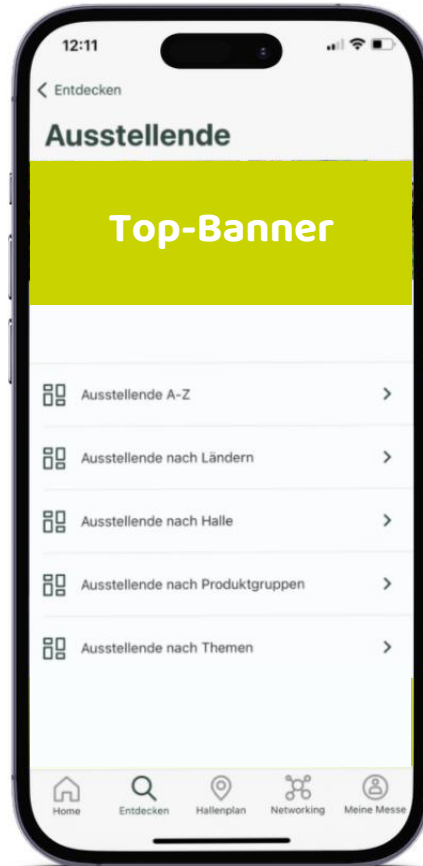 12:11
Entdecken
Ausstellende
Top-Banner
Ausstellende A-Z
Ausstellende nach Ländern
Ausstellende nach Halle
Ausstellende nach Produktgruppen
Ausstellende nach Themen
Home Entdecken Hallenplan Networking Meine Messe